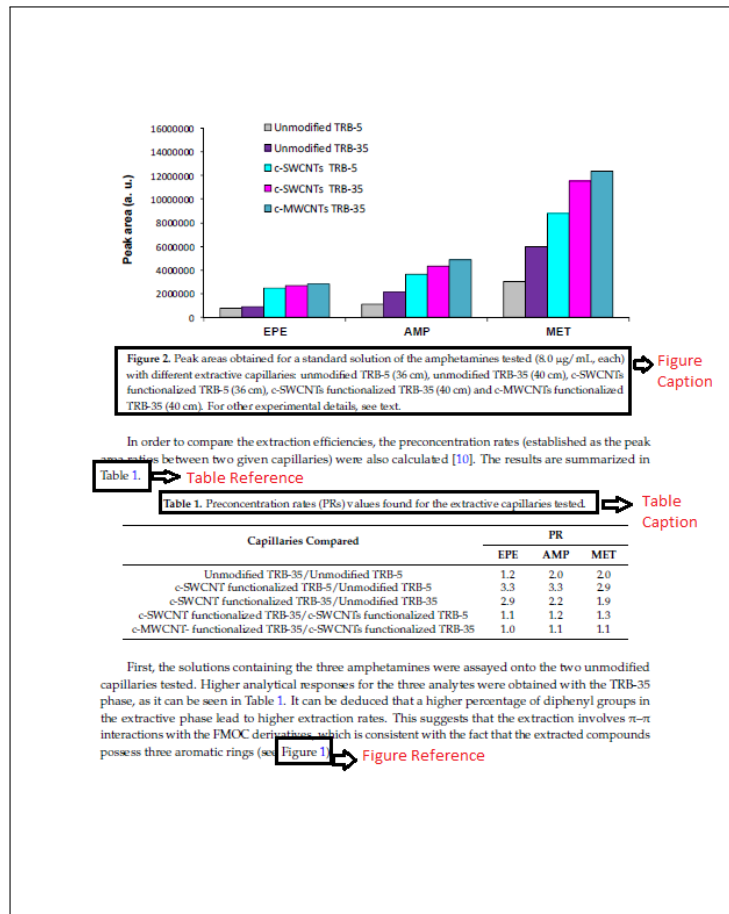 16000000
14000000
12000000
10000000
8000000
6000000
4000000
2000000
0
Peak area (a. u.)
Unmodified TRB-5
Unmodified TRB-35
c-SWCNTs TRB-5
c-SWCNTs TRB-35
c-MWCNTs TRB-35
EPE AMP MET
Figure 2. Peak areas obtained for a standard solution of the amphetamines tested (8.0 µg/mL, each)
with different extractive capillaries: unmodified TRB-5 (36 cm), unmodified TRB-35 (40 cm), c-SWCNTs
functionalized TRB-5 (36 cm), c-SWCNTs functionalized TRB-35 (40 cm) and c-MWCNTs functionalized
TRB-35 (40 cm). For other experimental details, see text.
Figure
Caption
In order to compare the extraction efficiencies, the preconcentration rates (established as the peak
area ratios between two given capillaries) were also calculated [10]. The results are summarized in
Table 1.
Table Reference
Table 1. Preconcentration rates (PRs) values found for the extractive capillaries tested.
Table
Caption
Capillaries Compared PR
EPE AMP MET
Unmodified TRB-35/Unmodified TRB-5 1.2 2.0 2.0
c-SWCNT functionalized TRB-5/Unmodified TRB-5 3.3 3.3 2.9
c-SWCNT functionalized TRB-35/Unmodified TRB-35 2.9 2.2 1.9
c-SWCNT functionalized TRB-35/c-SWCNTs functionalized TRB-5 1.1 1.2 1.3
c-MWCNT- functionalized TRB-35/c-SWCNTs functionalized TRB-35 1.0 1.1 1.1
First, the solutions containing the three amphetamines were assayed onto the two unmodified
capillaries tested. Higher analytical responses for the three analytes were obtained with the TRB-35
phase, as it can be seen in Table 1. It can be deduced that a higher percentage of diphenyl groups in
the extractive phase lead to higher extraction rates. This suggests that the extraction involves π–π
interactions with the FMOC derivatives, which is consistent with the fact that the extracted compounds
possess three aromatic rings (see Figure 1)
Figure Reference